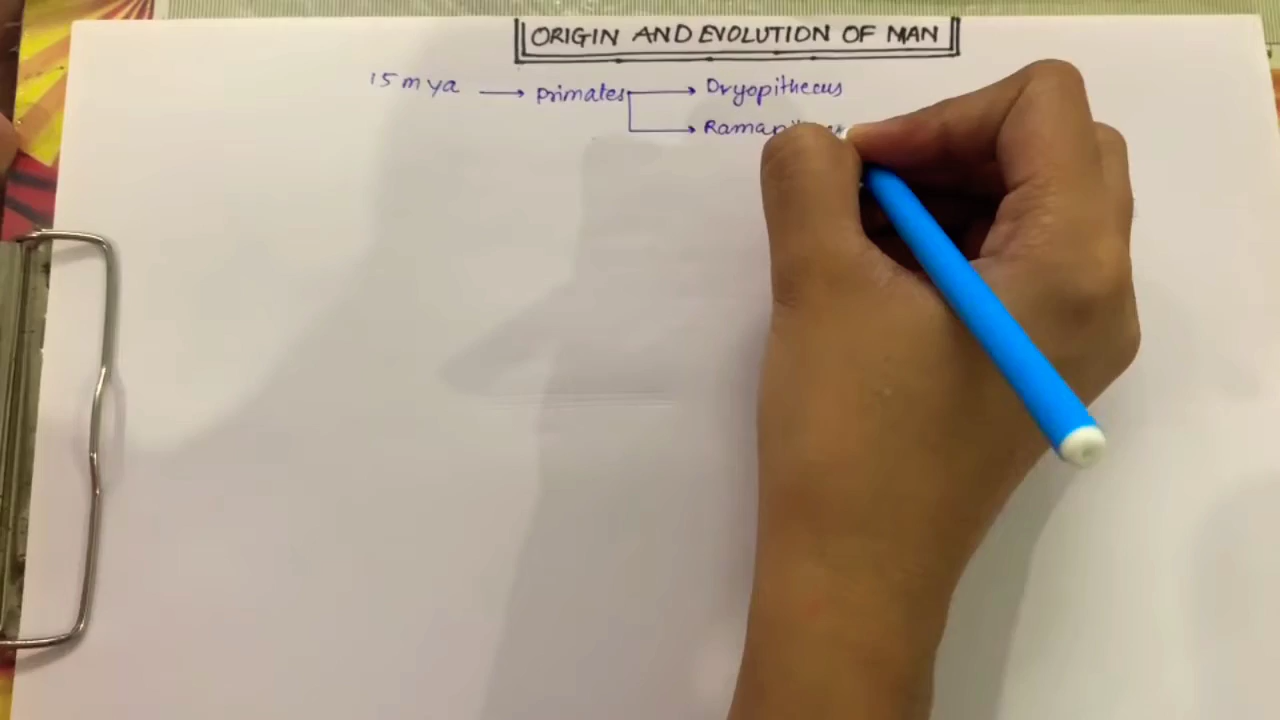 ORIGIN AND EVOLUTION OF MAN
15 mya → Primates → Dryopithecus
→